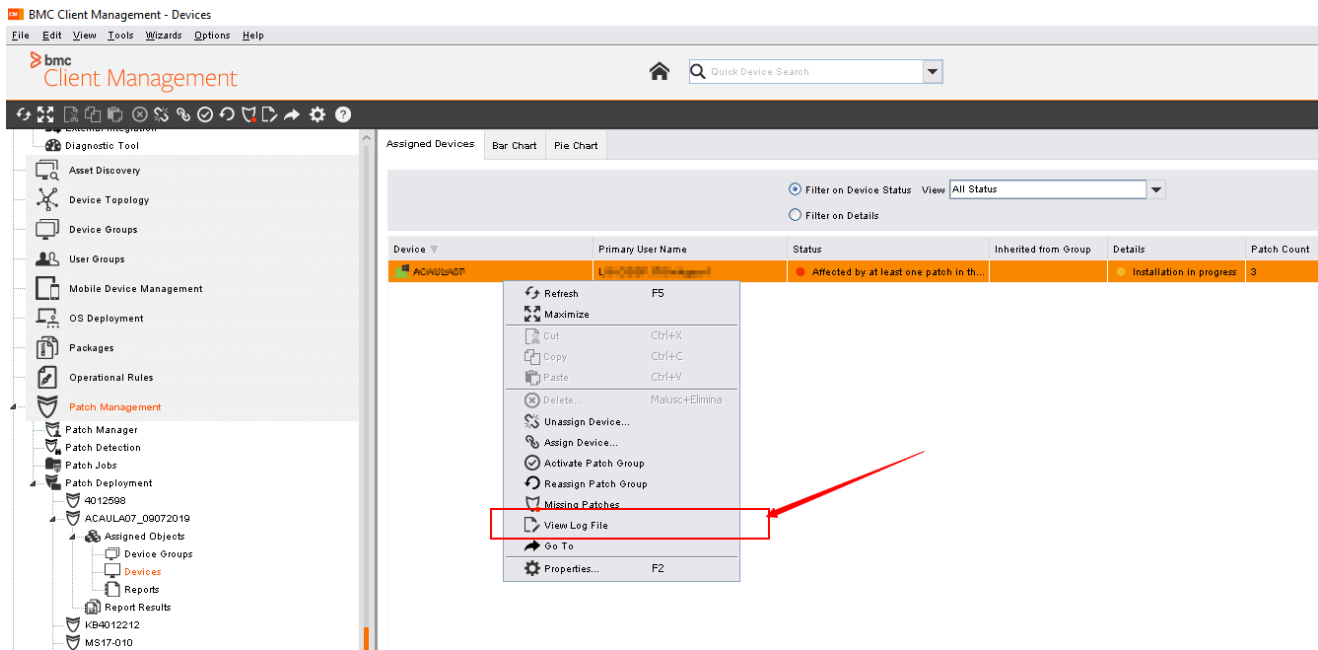 BMC Client Management - Devices
File Edit View Tools Wizards Options Help
bmc
Client Management
Quick Device Search
External Integration
Diagnostic Tool
Asset Discovery
Device Topology
Device Groups
User Groups
Mobile Device Management
OS Deployment
Packages
Operational Rules
Patch Management
Patch Manager
Patch Detection
Patch Jobs
Patch Deployment
4012598
ACAULA07_09072019
Assigned Objects
Device Groups
Devices
Reports
Report Results
KB4012212
MS17-010
Assigned Devices Bar Chart Pie Chart
Filter on Device Status View All Status
Filter on Details
Device Primary User Name Status Inherited from Group Details Patch Count
ACAULA07 Affected by at least one patch in th... Installation in progress 3
Refresh F5
Maximize
Cut Ctrl+X
Copy Ctrl+C
Paste Ctrl+V
Delete... Maiusc+Elimina
Unassign Device...
Assign Device...
Activate Patch Group
Reassign Patch Group
Missing Patches
View Log File
Go To
Properties... F2